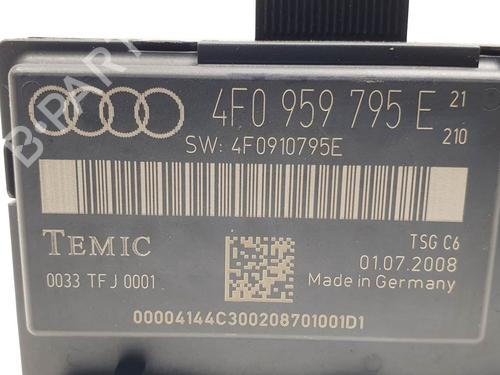 4F0 959 795 E 21
210
SW: 4F0910795E
B-PARTS
TEMIC
TSG C6
0033 TFJ 0001
01.07.2008
Made in Germany
00004144C300208701001D1